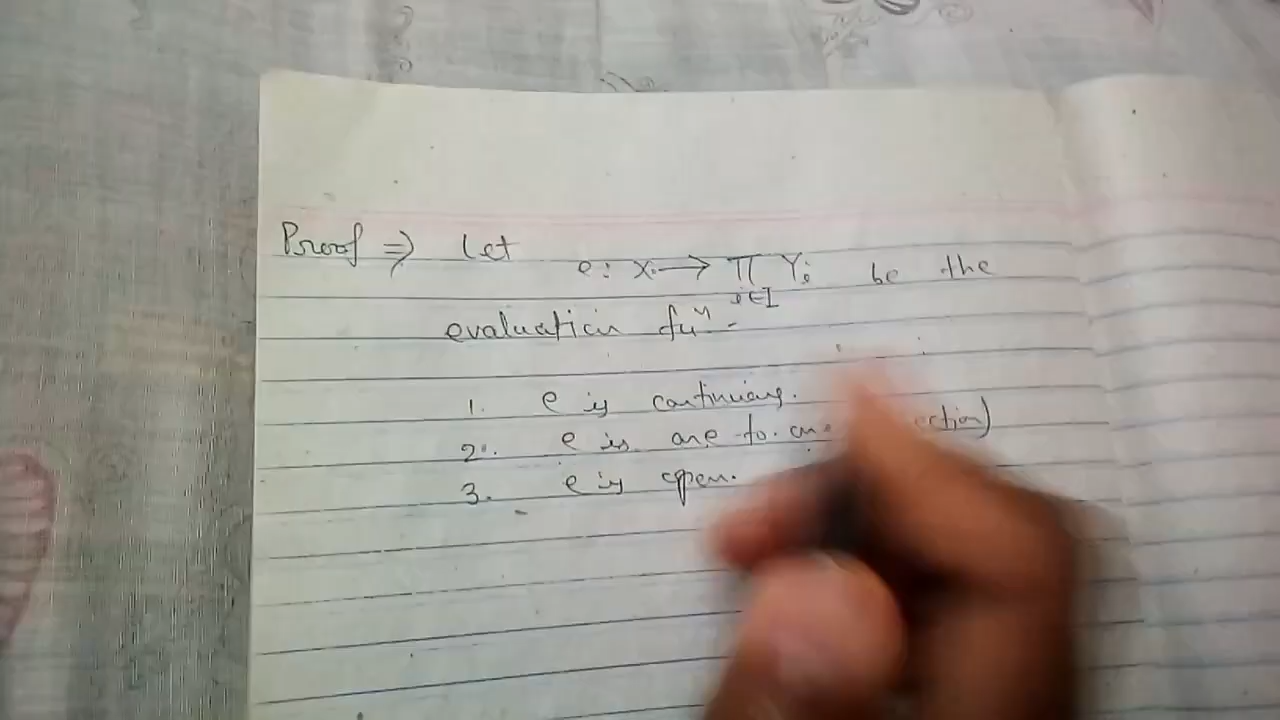 Proof ⇒ Let
e: X → ∏ i∈I Yi be the
evaluation fuⁿ -
1. e is continuous.
2. e is one-to-one
3. e is open.